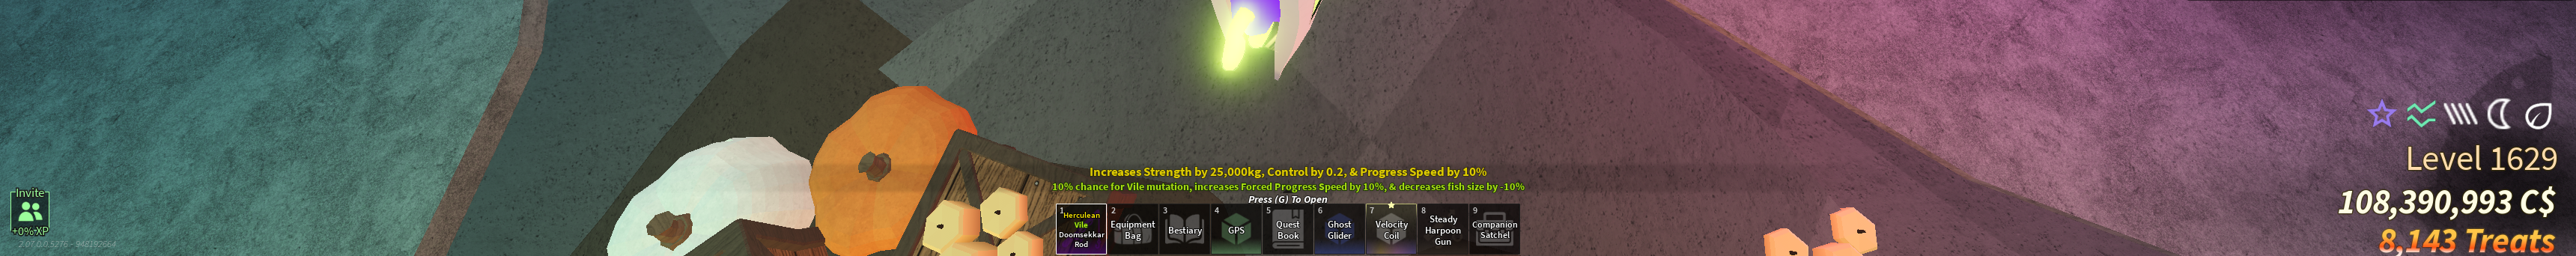 Level 1629
108,390,993 C$
8,143 Treats
Increases Strength by 25,000kg, Control by 0.2, & Progress Speed by 10%
10% chance for Vile mutation, increases Forced Progress Speed by 10%, & decreases fish size by -10%
Press (G) To Open
1
Herculean
Vile
Doomsekkar
Rod
2
Equipment
Bag
3
Bestiary
4
GPS
5
Quest
Book
6
Ghost
Glider
7
Velocity
Coil
8
Steady
Harpoon
Gun
9
Companion
Satchel
Invite
+0% XP